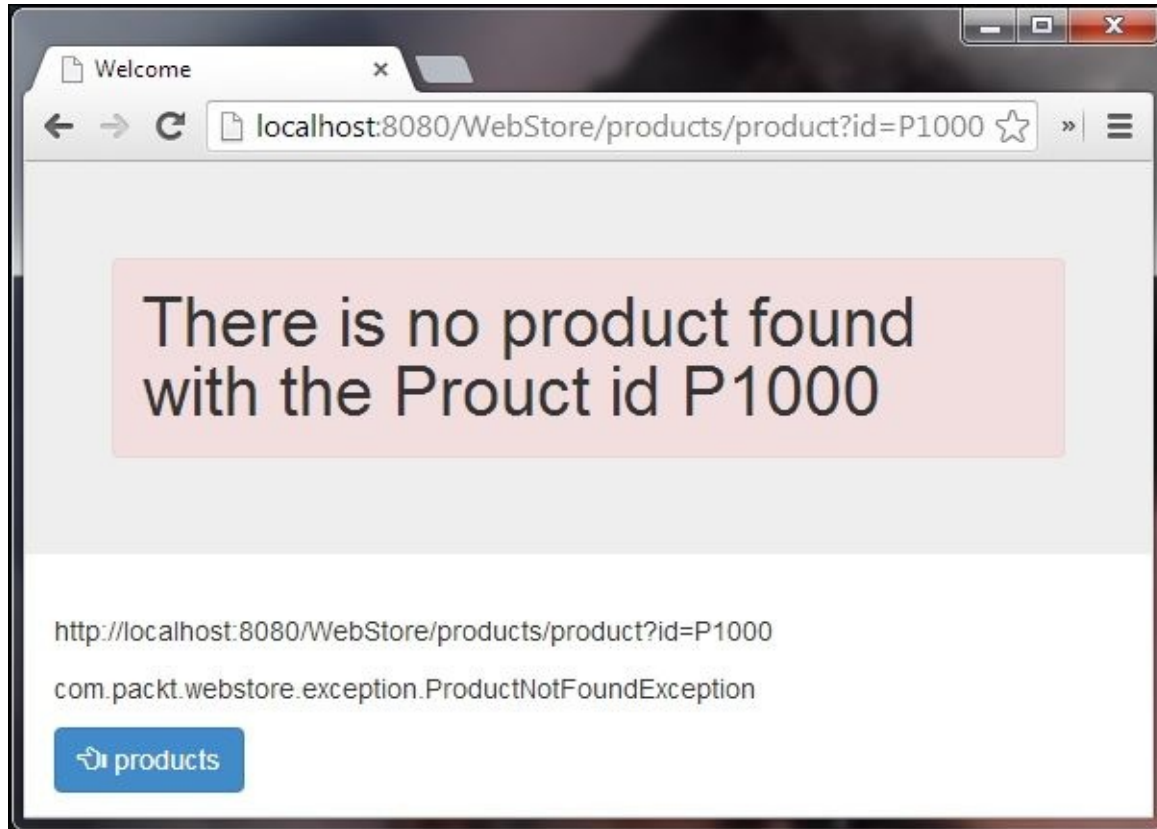 Welcome
localhost:8080/WebStore/products/product?id=P1000
There is no product found
with the Prouct id P1000
http://localhost:8080/WebStore/products/product?id=P1000
com.packt.webstore.exception.ProductNotFoundException
products